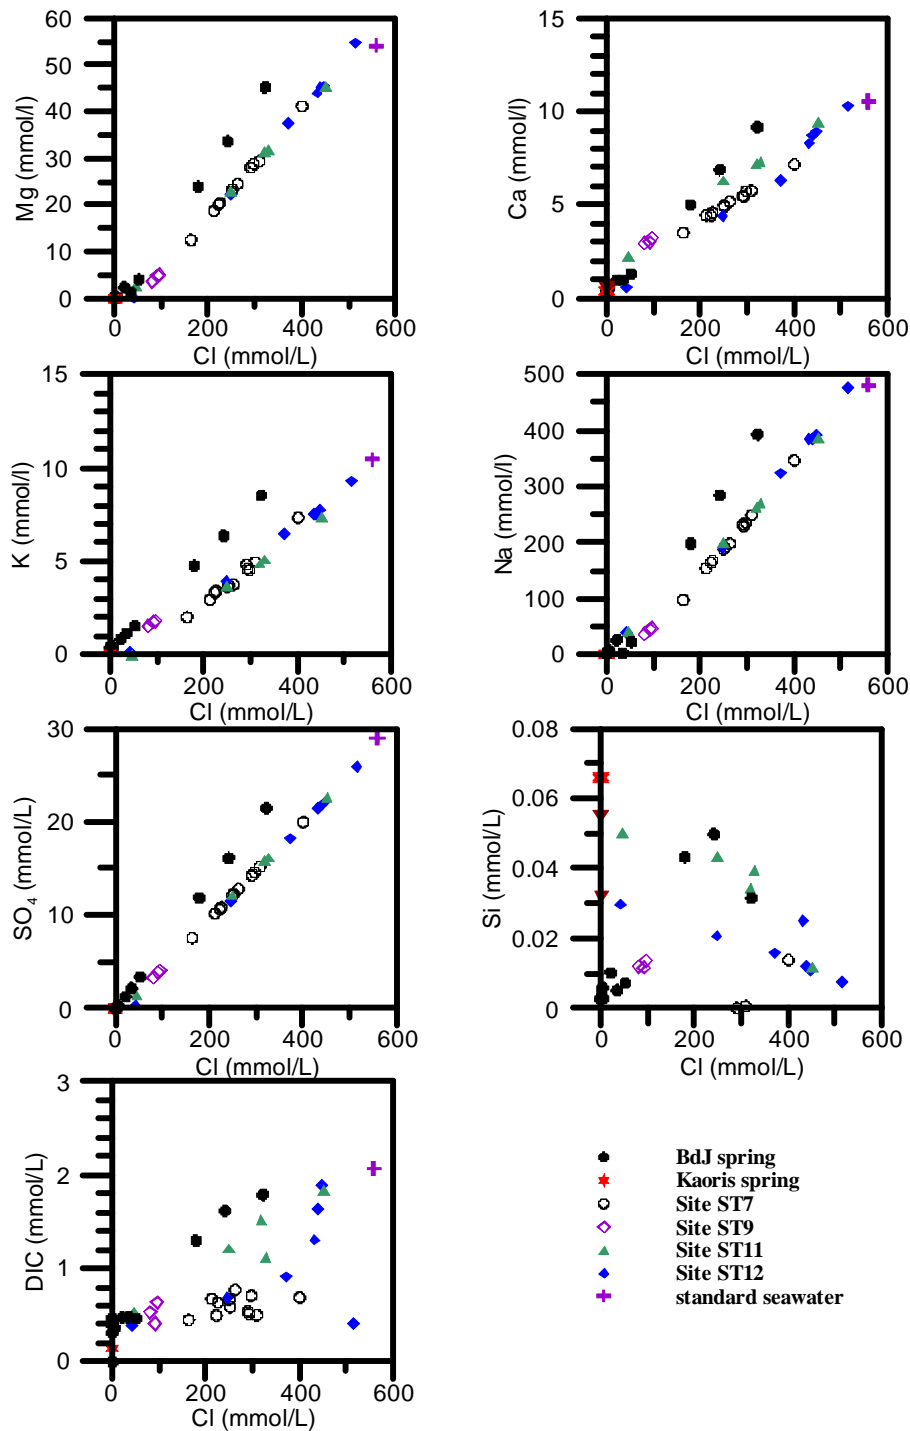 60
50
40
30
20
10
0
Mg (mmol/l)
0 200 400 600
Cl (mmol/L)
15
10
5
0
Ca (mmol/l)
0 200 400 600
Cl (mmol/L)
15
10
5
0
K (mmol/l)
0 200 400 600
Cl (mmol/L)
500
400
300
200
100
0
Na (mmol/l)
0 200 400 600
Cl (mmol/L)
30
20
10
0
SO₄ (mmol/L)
0 200 400 600
Cl (mmol/L)
0.08
0.06
0.04
0.02
0
Si (mmol/L)
0 200 400 600
Cl (mmol/L)
3
2
1
0
DIC (mmol/L)
0 200 400 600
Cl (mmol/L)
BdJ spring
Kaoris spring
Site ST7
Site ST9
Site ST11
Site ST12
standard seawater